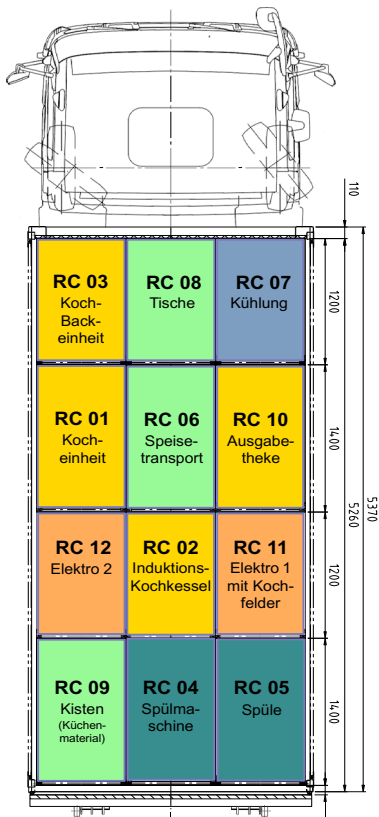 110
RC 03
Koch-
Back-
einheit
RC 08
Tische
RC 07
Kühlung
1200
RC 01
Koch-
einheit
RC 06
Speise-
transport
RC 10
Ausgabe-
theke
1400
5370
5260
RC 12
Elektro 2
RC 02
Induktions-
Kochkessel
RC 11
Elektro 1
mit Koch-
felder
1200
RC 09
Kisten
(Küchen-
material)
RC 04
Spülma-
schine
RC 05
Spüle
1400